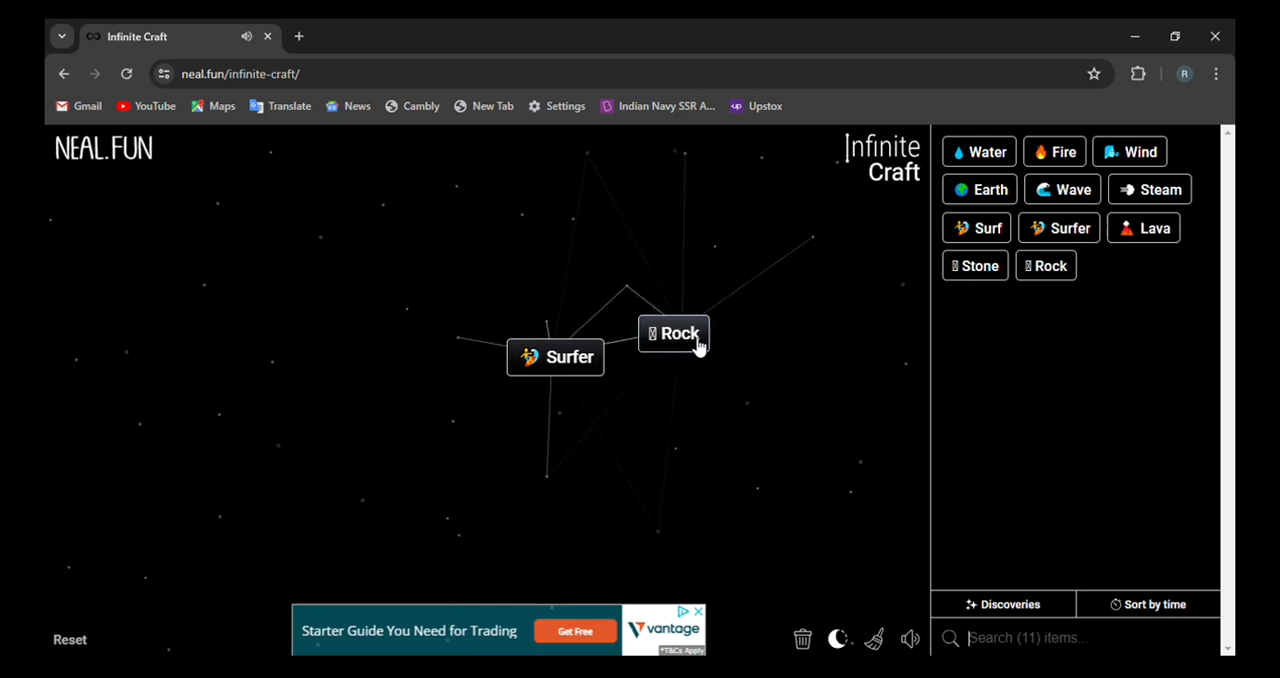 Infinite Craft
neal.fun/infinite-craft/
R
Gmail YouTube Maps Translate News Cambly New Tab Settings Indian Navy SSR A... Upstox
NEAL.FUN
Infinite
Craft
Water Fire Wind
Earth Wave Steam
Surf Surfer Lava
Stone Rock
Rock
Surfer
Discoveries Sort by time
Starter Guide You Need for Trading Get Free vantage
*T&Cs Apply
Reset
Search (11) items...